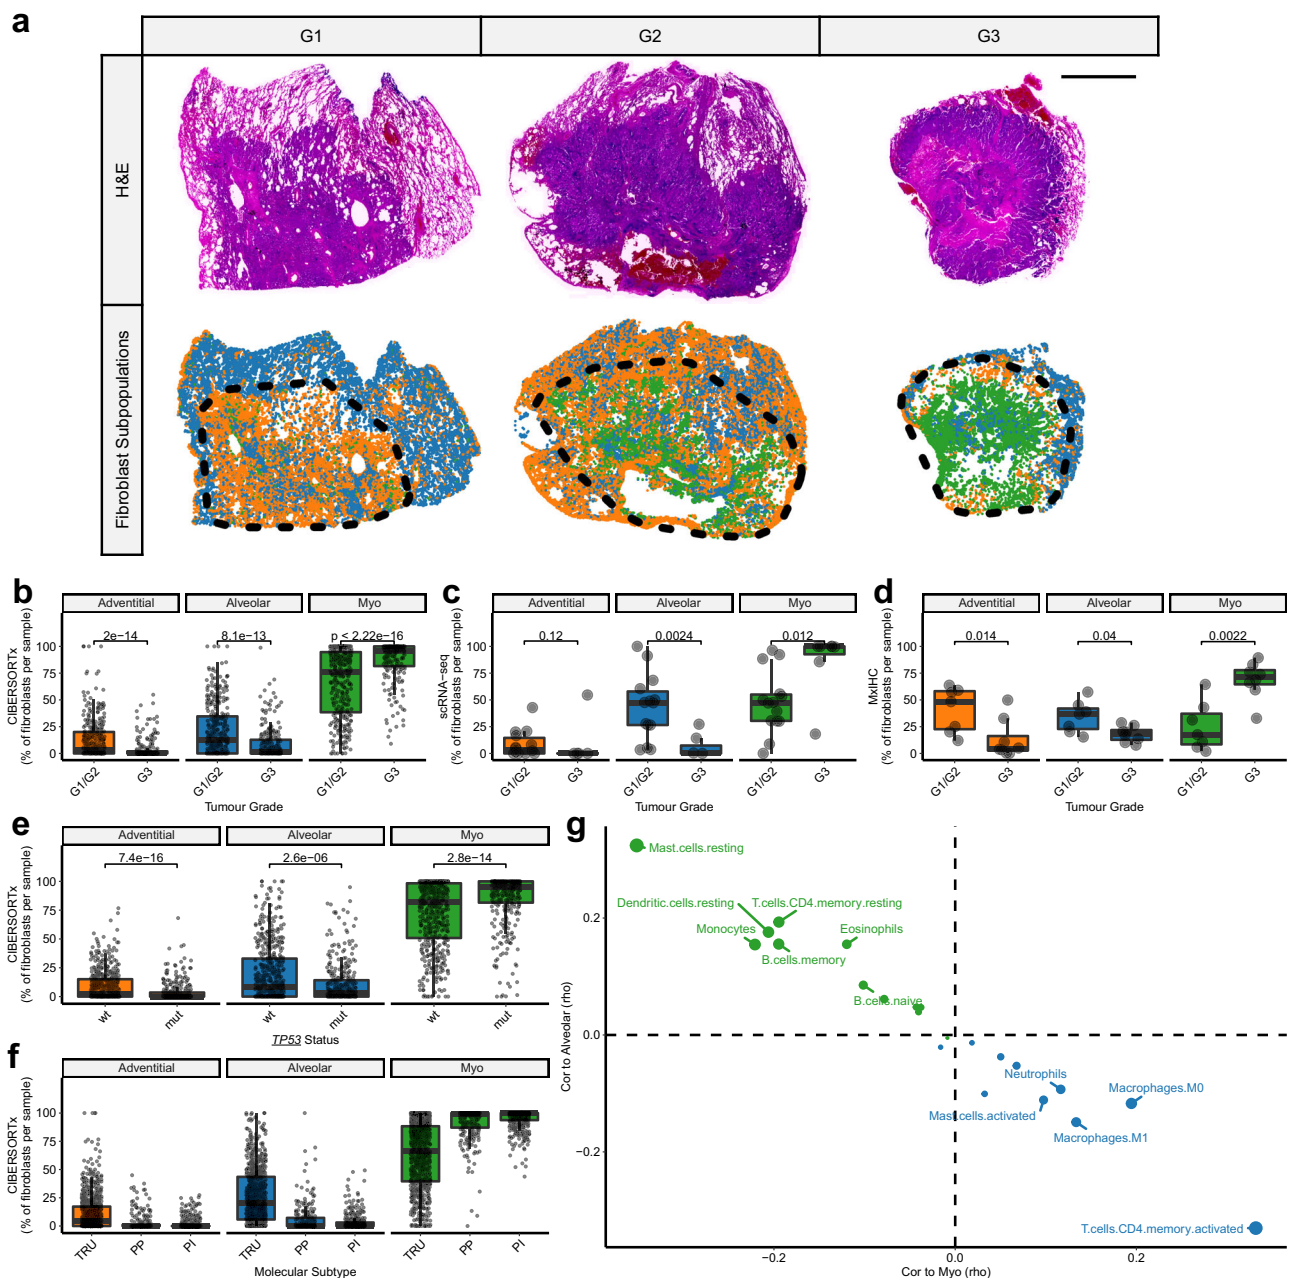 a
G1 G2 G3
H&E
Fibroblast Subpopulations
b
Adventitial Alveolar Myo
2e−14 8.1e−13 p < 2.22e−16
CIBERSORTx
(% of fibroblasts per sample)
100
75
50
25
0
G1/G2 G3 G1/G2 G3 G1/G2 G3
Tumour Grade
c
Adventitial Alveolar Myo
0.12 0.0024 0.012
scRNA−seq
(% of fibroblasts per sample)
100
75
50
25
0
G1/G2 G3 G1/G2 G3 G1/G2 G3
Tumour Grade
d
Adventitial Alveolar Myo
0.014 0.04 0.0022
MxIHC
(% of fibroblasts per sample)
100
75
50
25
0
G1/G2 G3 G1/G2 G3 G1/G2 G3
Tumour Grade
e
Adventitial Alveolar Myo
7.4e−16 2.6e−06 2.8e−14
CIBERSORTx
(% of fibroblasts per sample)
100
75
50
25
0
wt mut wt mut wt mut
TP53 Status
f
Adventitial Alveolar Myo
CIBERSORTx
(% of fibroblasts per sample)
100
75
50
25
0
TRU PP PI TRU PP PI TRU PP PI
Molecular Subtype
g
Cor to Alveolar (rho)
0.2
0.0
−0.2
Mast.cells.resting
Dendritic.cells.resting T.cells.CD4.memory.resting
Monocytes Eosinophils
B.cells.memory
B.cells.naive
Neutrophils
Macrophages.M0
Mast.cells.activated
Macrophages.M1
T.cells.CD4.memory.activated
−0.2 0.0 0.2
Cor to Myo (rho)